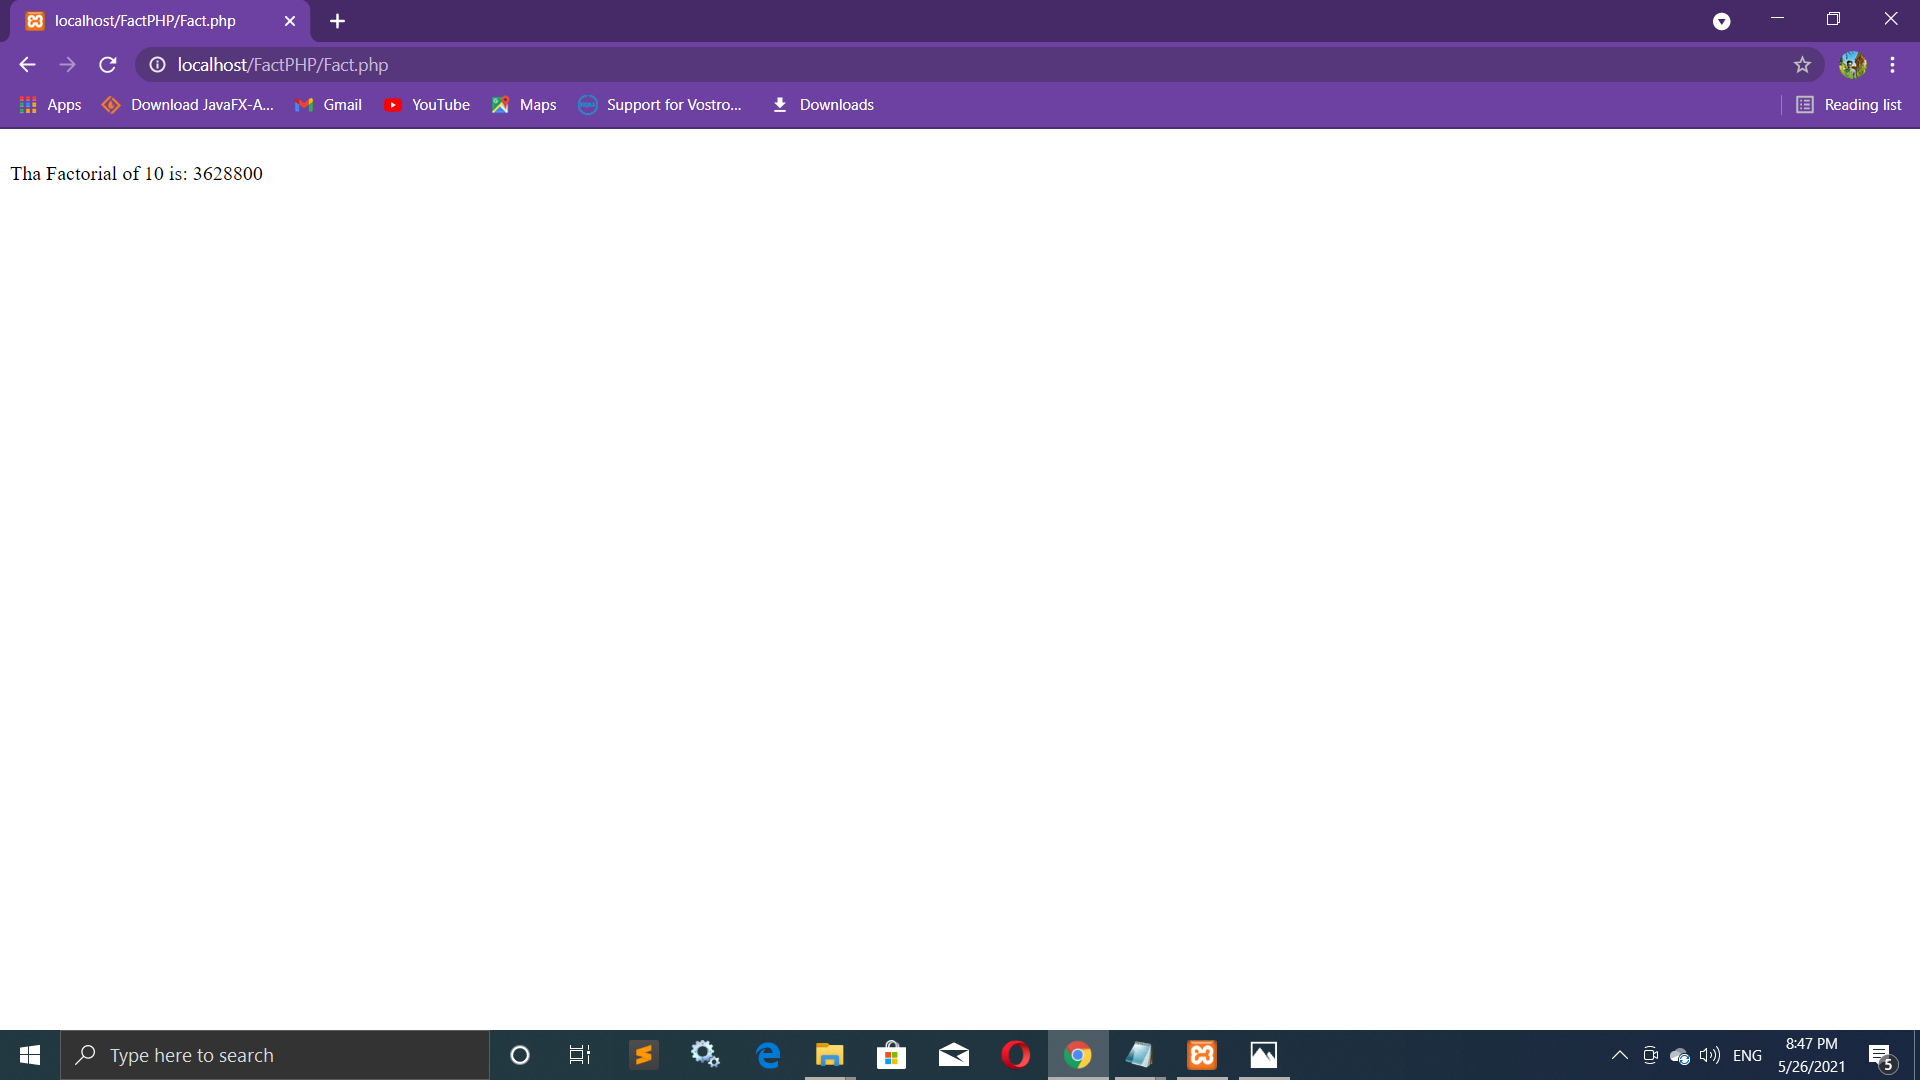 localhost/FactPHP/Fact.php
localhost/FactPHP/Fact.php
Apps Download JavaFX-A... Gmail YouTube Maps Support for Vostro... Downloads Reading list
Tha Factorial of 10 is: 3628800
Type here to search
ENG
8:47 PM
5/26/2021
5